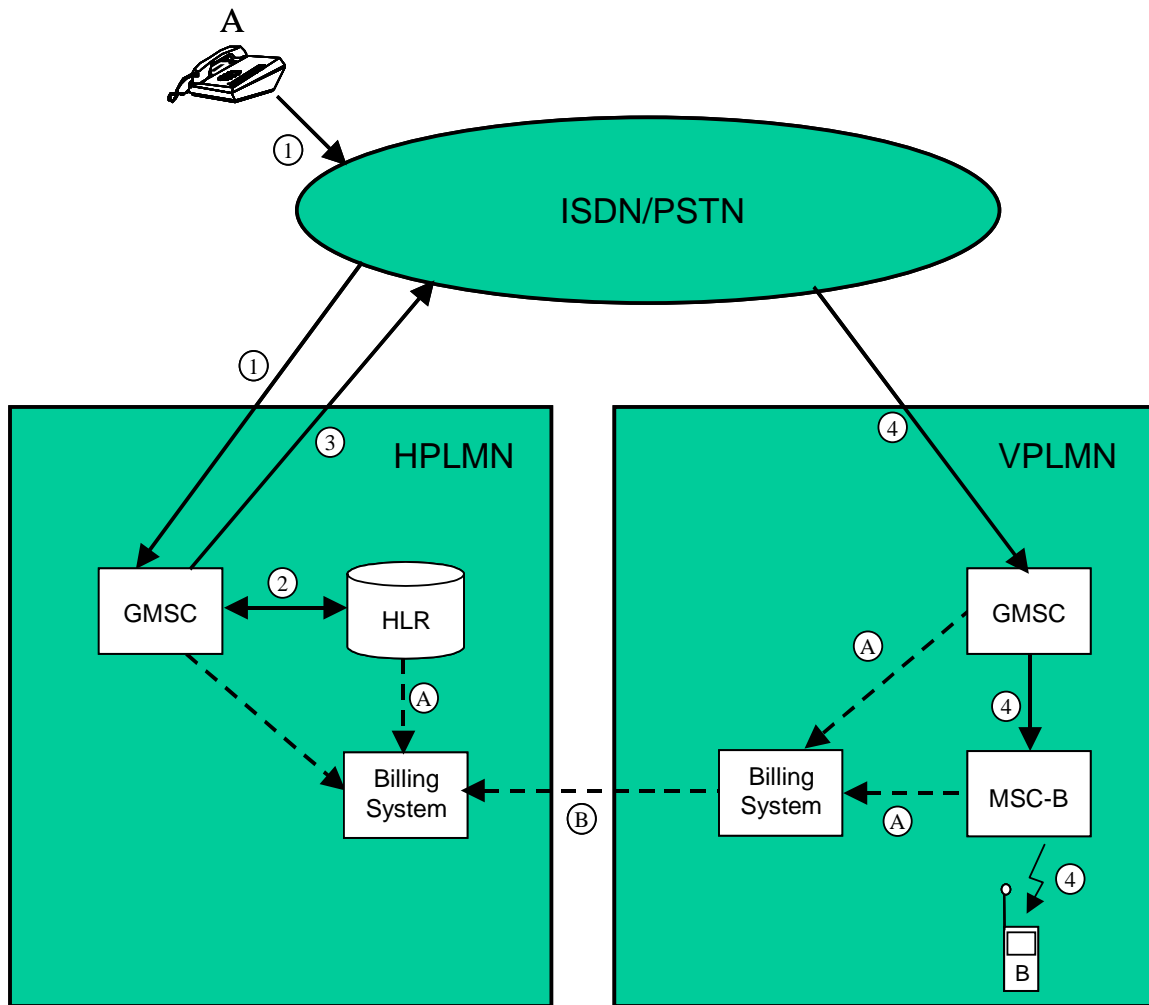 A
1
ISDN/PSTN
1
3
4
HPLMN
VPLMN
2
GMSC
HLR
GMSC
A
A
4
Billing
System
Billing
System
MSC-B
B
A
4
B